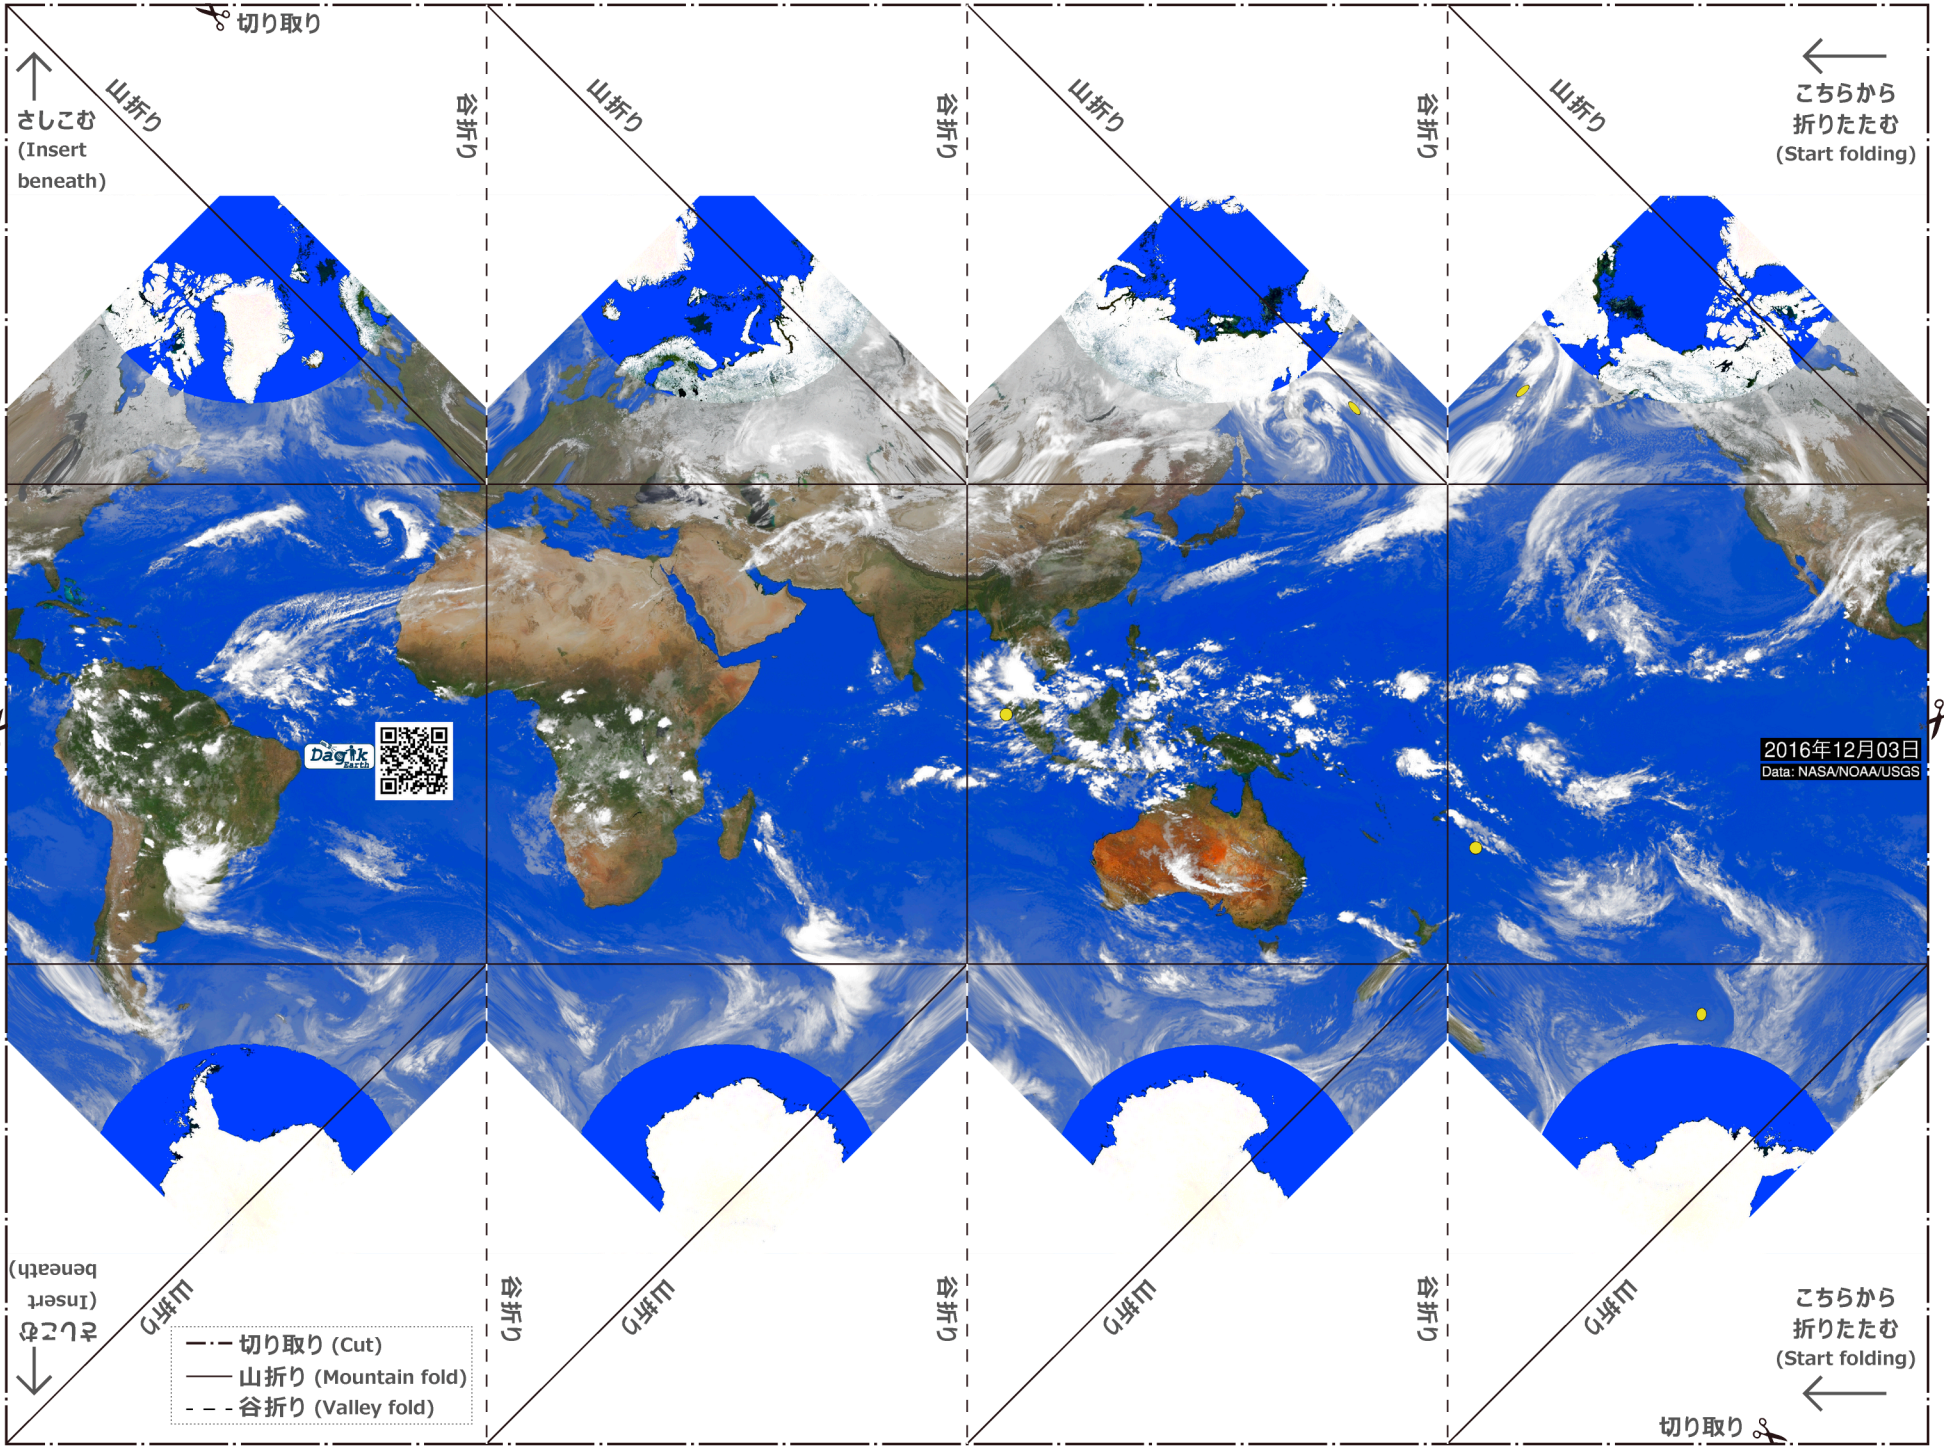 切り取り
山折り
谷折り
山折り
谷折り
山折り
谷折り
山折り
さしこむ
(Insert
beneath)
こちらから
折りたたむ
(Start folding)
Dagik
Earth
2016年12月03日
Data: NASA/NOAA/USGS
さしこむ
(Insert
beneath)
山折り
谷折り
山折り
谷折り
山折り
谷折り
山折り
切り取り (Cut)
山折り (Mountain fold)
谷折り (Valley fold)
こちらから
折りたたむ
(Start folding)
切り取り